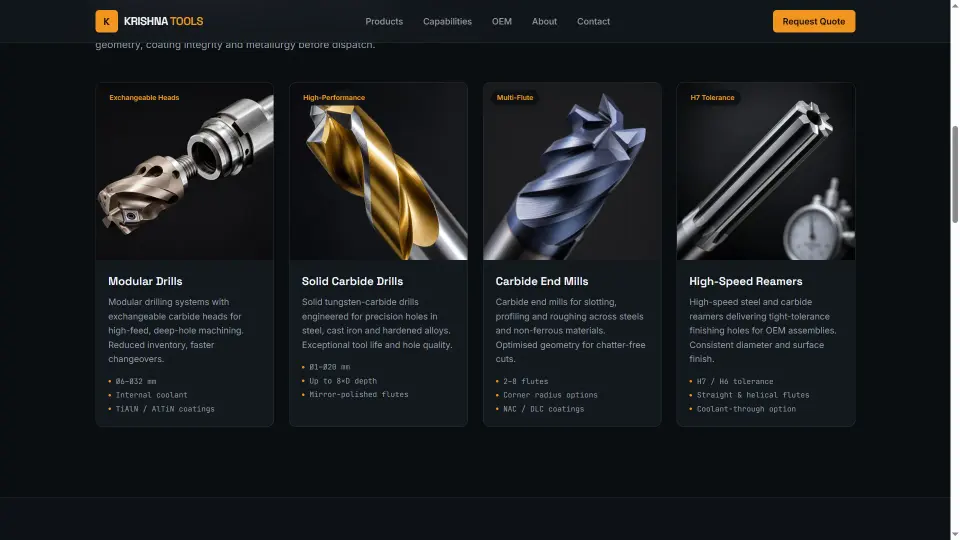 K KRISHNA TOOLS
Products
Capabilities
OEM
About
Contact
Request Quote
geometry, coating integrity and metallurgy before dispatch.
Exchangeable Heads
Modular Drills
Modular drilling systems with
exchangeable carbide heads for
high-feed, deep-hole machining.
Reduced inventory, faster
changeovers.
Ø6–Ø32 mm
Internal coolant
TiAlN / AlTiN coatings
High-Performance
Solid Carbide Drills
Solid tungsten-carbide drills
engineered for precision holes in
steel, cast iron and hardened alloys.
Exceptional tool life and hole quality.
Ø1–Ø20 mm
Up to 8×D depth
Mirror-polished flutes
Multi-Flute
Carbide End Mills
Carbide end mills for slotting,
profiling and roughing across steels
and non-ferrous materials.
Optimised geometry for chatter-free
cuts.
2–8 flutes
Corner radius options
NAC / DLC coatings
H7 Tolerance
High-Speed Reamers
High-speed steel and carbide
reamers delivering tight-tolerance
finishing holes for OEM assemblies.
Consistent diameter and surface
finish.
H7 / H6 tolerance
Straight & helical flutes
Coolant-through option